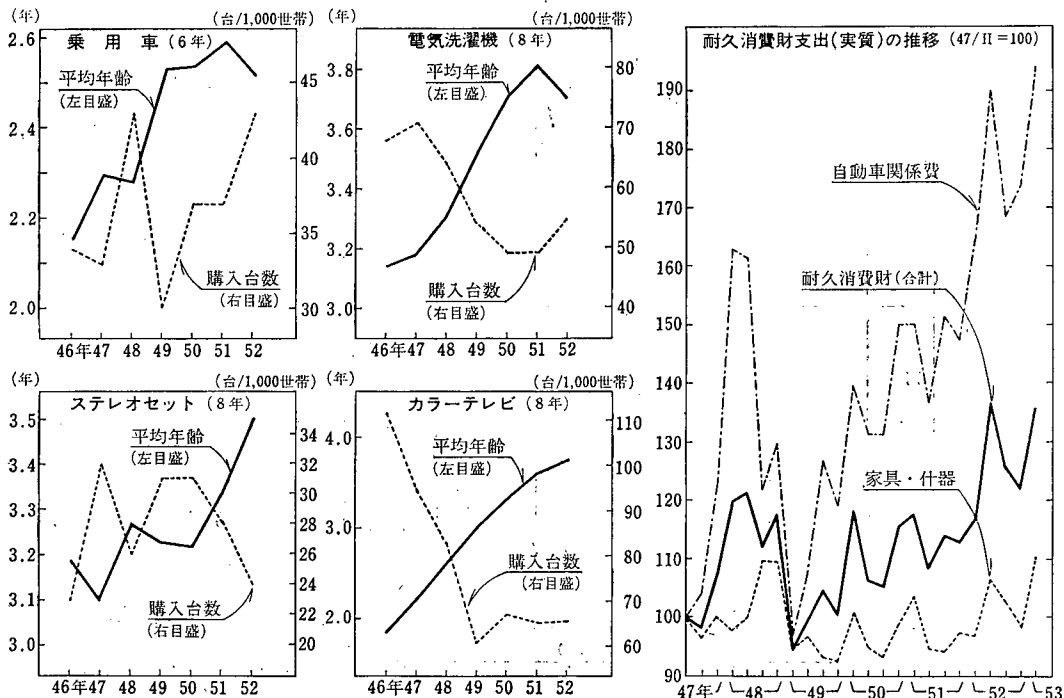 (年)
(台/1,000世帯)
乗用車(6年)
2.6
2.4
2.2
2.0
45
40
35
30
平均年齢
(左目盛)
購入台数
(右目盛)
46年47 48 49 50 51 52
(年)
(台/1,000世帯)
電気洗濯機(8年)
3.8
3.6
3.4
3.2
3.0
80
70
60
50
40
平均年齢
(左目盛)
購入台数
(右目盛)
46年47 48 49 50 51 52
(年)
(台/1,000世帯)
ステレオセット(8年)
3.5
3.4
3.2
3.1
3.0
34
32
30
28
26
24
22
20
平均年齢
(左目盛)
購入台数
(右目盛)
46年47 48 49 50 51 52
(年)
(台/1,000世帯)
カラーテレビ(8年)
4.0
3.0
2.0
110
100
90
80
70
60
平均年齢
(左目盛)
購入台数
(右目盛)
46年47 48 49 50 51 52
耐久消費財支出(実質)の推移 (47/II=100)
190
180
170
160
150
140
130
120
110
100
90
自動車関係費
耐久消費財(合計)
家具・什器
47年 48 49 50 51 52 53